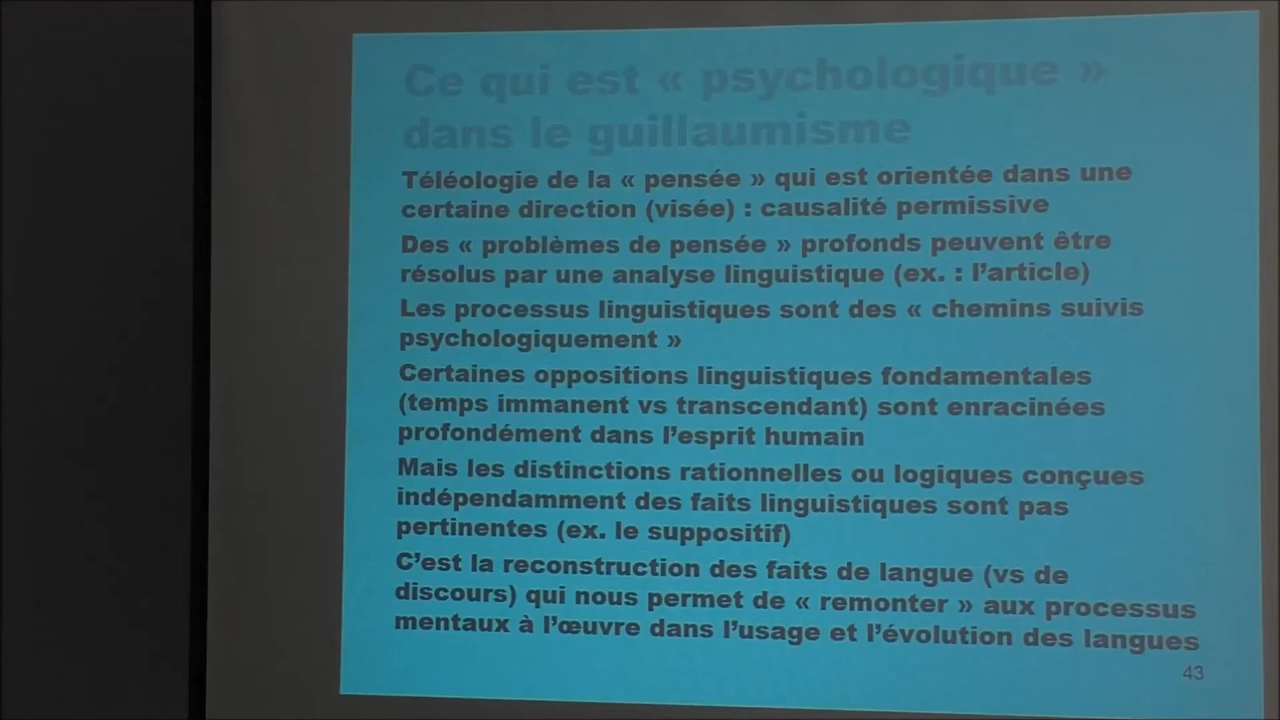 Ce qui est « psychologique »
dans le guillaumisme
Téléologie de la « pensée » qui est orientée dans une
certaine direction (visée) : causalité permissive
Des « problèmes de pensée » profonds peuvent être
résolus par une analyse linguistique (ex. : l’article)
Les processus linguistiques sont des « chemins suivis
psychologiquement »
Certaines oppositions linguistiques fondamentales
(temps immanent vs transcendant) sont enracinées
profondément dans l’esprit humain
Mais les distinctions rationnelles ou logiques conçues
indépendamment des faits linguistiques sont pas
pertinentes (ex. le suppositif)
C’est la reconstruction des faits de langue (vs de
discours) qui nous permet de « remonter » aux processus
mentaux à l’œuvre dans l’usage et l’évolution des langues
43